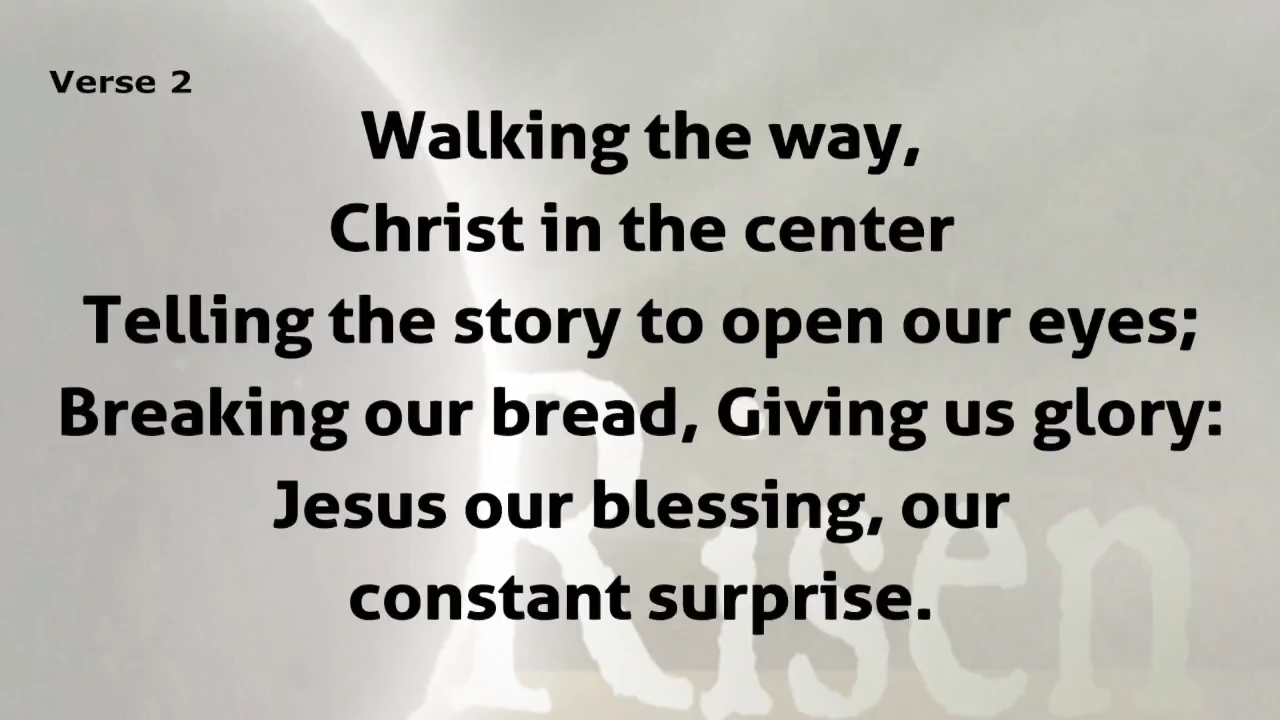 Verse 2
Walking the way,
Christ in the center
Telling the story to open our eyes;
Breaking our bread, Giving us glory:
Jesus our blessing, our
constant surprise.
Risen